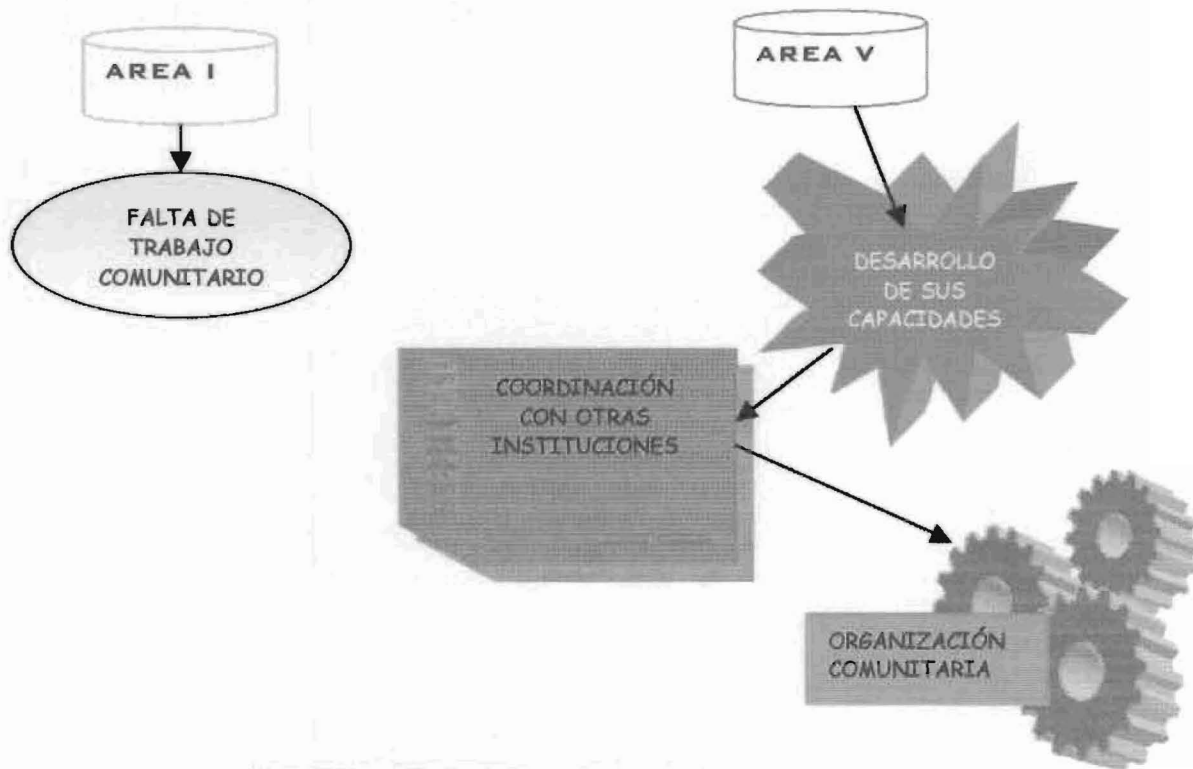 AREA I
FALTA DE
TRABAJO
COMUNITARIO
AREA V
DESARROLLO
DE SUS
CAPACIDADES
COORDINACIÓN
CON OTRAS
INSTITUCIONES
ORGANIZACIÓN
COMUNITARIA